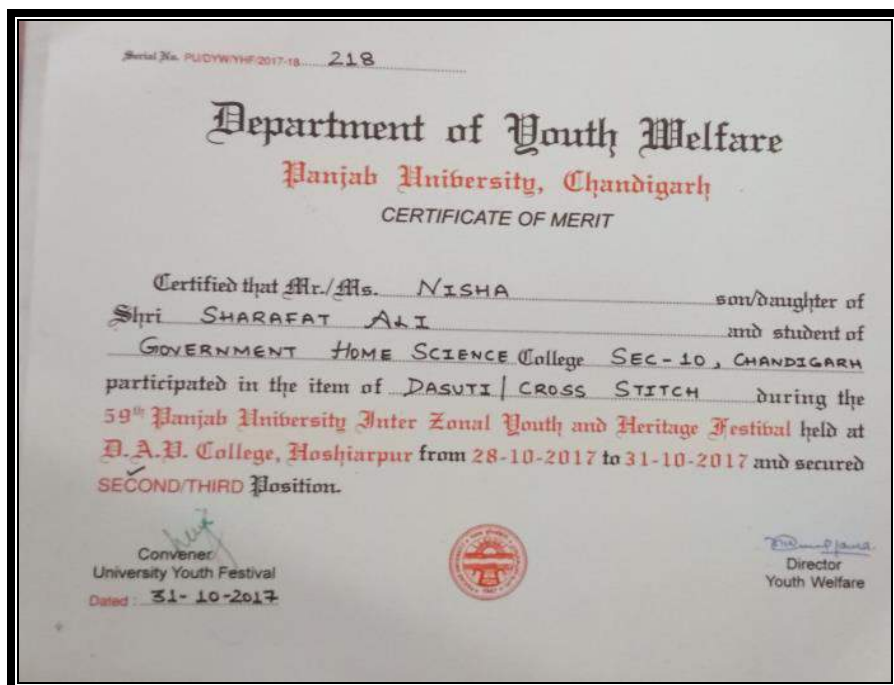 Serial No. PU/DYW/YHF/2017-18 218
Department of Youth Welfare
Panjab University, Chandigarh
CERTIFICATE OF MERIT
Certified that Mr./Ms. NISHA son/daughter of
Shri SHARAFAT ALI and student of
GOVERNMENT HOME SCIENCE College SEC-10, CHANDIGARH
participated in the item of DASUTI | CROSS STITCH during the
59th Panjab University Inter Zonal Youth and Heritage Festival held at
D.A.V. College, Hoshiarpur from 28-10-2017 to 31-10-2017 and secured
SECOND/THIRD Position.
Convener
University Youth Festival
Dated : 31-10-2017
Director
Youth Welfare